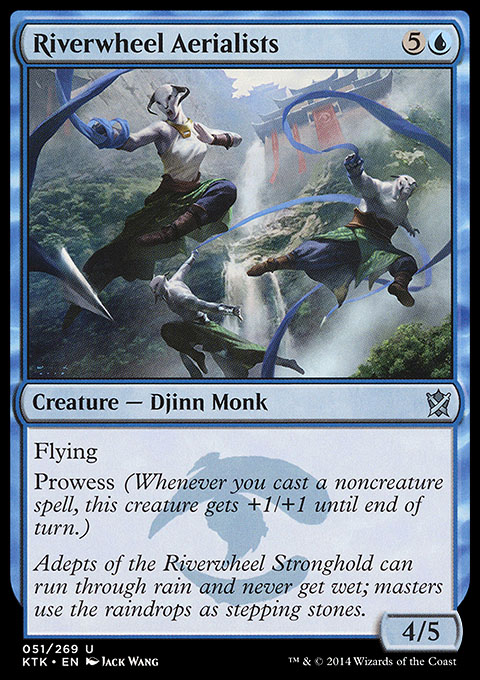 Riverwheel Aerialists 5
Creature — Djinn Monk
Flying
Prowess (Whenever you cast a noncreature
spell, this creature gets +1/+1 until end of
turn.)
Adepts of the Riverwheel Stronghold can
run through rain and never get wet; masters
use the raindrops as stepping stones.
4/5
051/269 U
KTK • EN Jack Wang
™ & © 2014 Wizards of the Coast